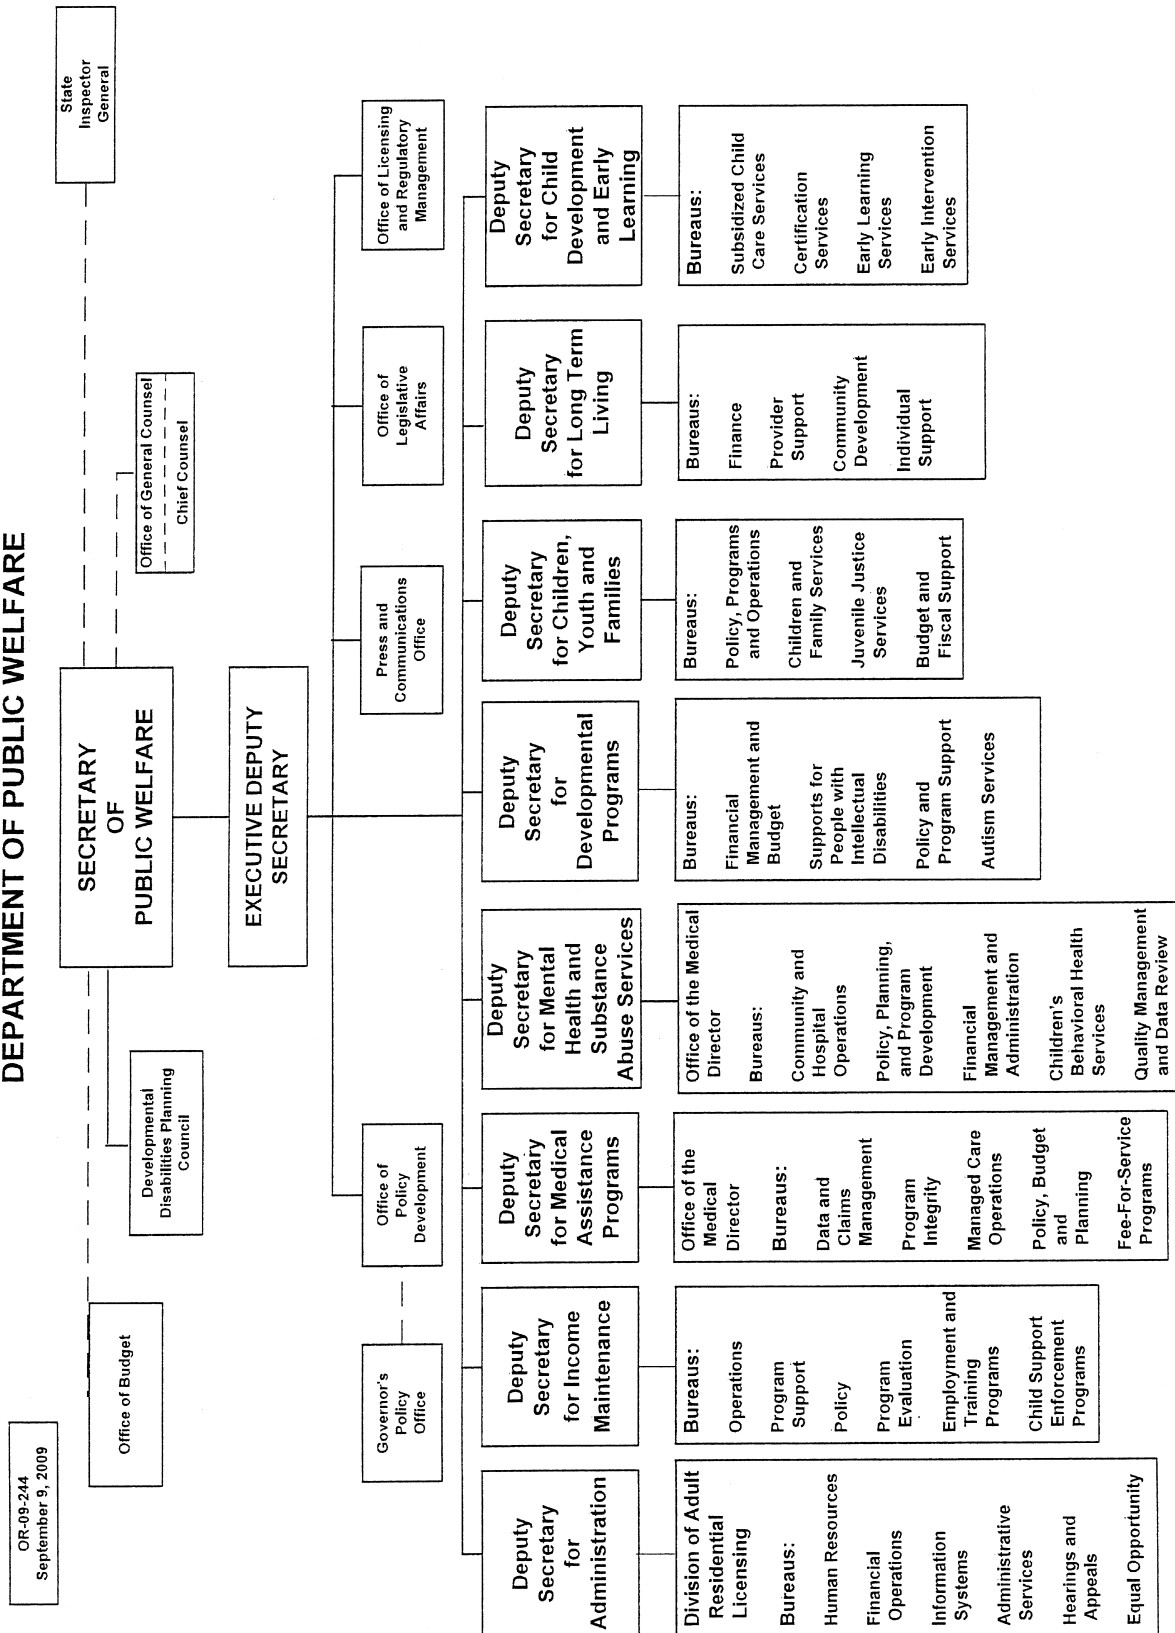 OR-09-244
September 9, 2009
DEPARTMENT OF PUBLIC WELFARE
State
Inspector
General
SECRETARY
OF
PUBLIC WELFARE
Office of Budget
Developmental
Disabilities Planning
Council
Office of General Counsel
Chief Counsel
EXECUTIVE DEPUTY
SECRETARY
Governor's
Policy
Office
Office of
Policy
Development
Press and
Communications
Office
Office of
Legislative
Affairs
Office of Licensing
and Regulatory
Management
Deputy
Secretary
for
Administration
Division of Adult
Residential
Licensing
Bureaus:
Human Resources
Financial
Operations
Information
Systems
Administrative
Services
Hearings and
Appeals
Equal Opportunity
Deputy
Secretary
for Income
Maintenance
Bureaus:
Operations
Program
Support
Policy
Program
Evaluation
Employment and
Training
Programs
Child Support
Enforcement
Programs
Deputy
Secretary
for Medical
Assistance
Programs
Office of the
Medical
Director
Bureaus:
Data and
Claims
Management
Program
Integrity
Managed Care
Operations
Policy, Budget
and
Planning
Fee-For-Service
Programs
Deputy
Secretary
for Mental
Health and
Substance
Abuse Services
Office of the Medical
Director
Bureaus:
Community and
Hospital
Operations
Policy, Planning,
and Program
Development
Financial
Management and
Administration
Children's
Behavioral Health
Services
Quality Management
and Data Review
Deputy
Secretary
for
Developmental
Programs
Bureaus:
Financial
Management and
Budget
Supports for
People with
Intellectual
Disabilities
Policy and
Program Support
Autism Services
Deputy
Secretary
for Children,
Youth and
Families
Bureaus:
Policy, Programs
and Operations
Children and
Family Services
Juvenile Justice
Services
Budget and
Fiscal Support
Deputy
Secretary
for Long Term
Living
Bureaus:
Finance
Provider
Support
Community
Development
Individual
Support
Deputy
Secretary
for Child
Development
and Early
Learning
Bureaus:
Subsidized Child
Care Services
Certification
Services
Early Learning
Services
Early Intervention
Services